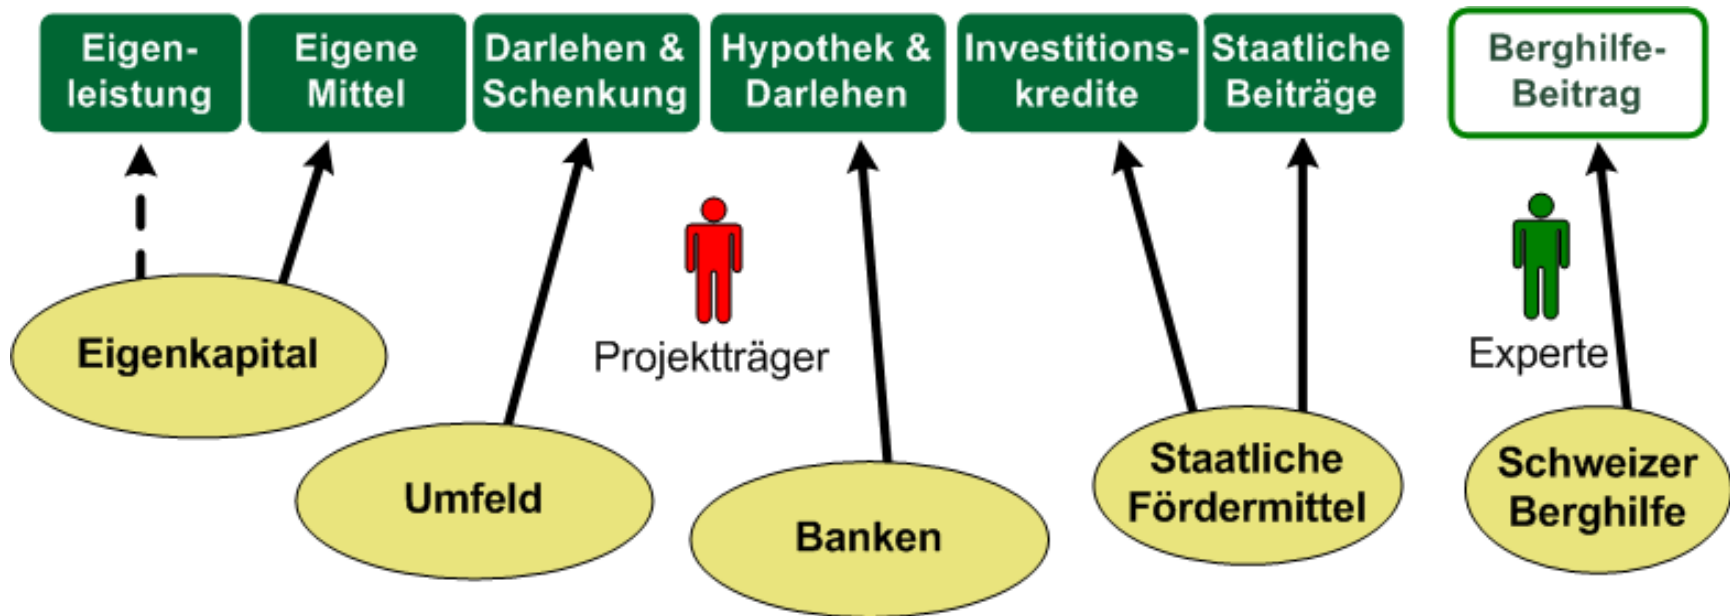 Eigen-
leistung
Eigene
Mittel
Darlehen &
Schenkung
Hypothek &
Darlehen
Investitions-
kredite
Staatliche
Beiträge
Berghilfe-
Beitrag
Projektträger
Experte
Eigenkapital
Umfeld
Banken
Staatliche
Fördermittel
Schweizer
Berghilfe